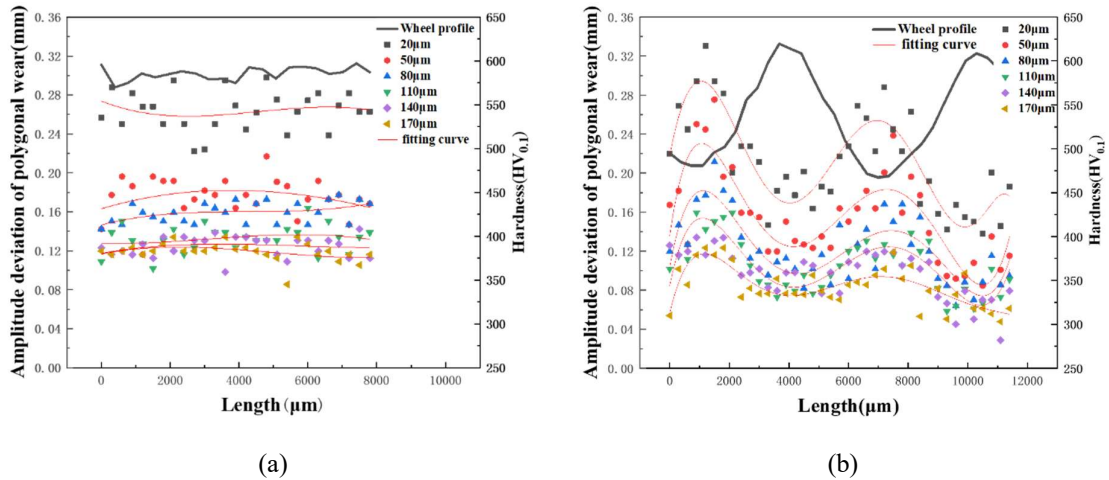 Amplitude deviation of polygonal wear(mm)
0.36
0.32
0.28
0.24
0.20
0.16
0.12
0.08
0.04
0.00
Wheel profile
20μm
50μm
80μm
110μm
140μm
170μm
fitting curve
650
600
550
500
450
400
350
300
250
Hardness(HV0.1)
0 2000 4000 6000 8000 10000
Length(μm)
(a)
Amplitude deviation of polygonal wear(mm)
0.36
0.32
0.28
0.24
0.20
0.16
0.12
0.08
0.04
0.00
Wheel profile
fitting curve
20μm
50μm
80μm
110μm
140μm
170μm
650
600
550
500
450
400
350
300
250
Hardness(HV0.1)
0 2000 4000 6000 8000 10000 12000
Length(μm)
(b)